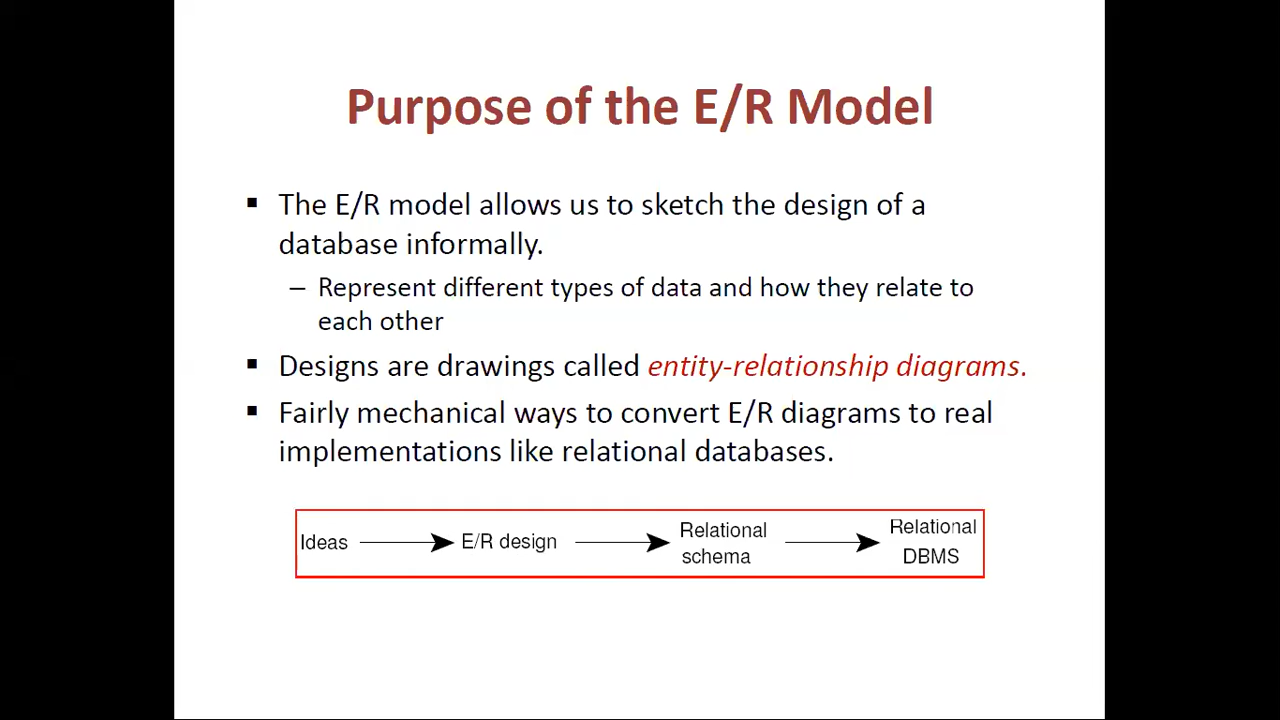 Purpose of the E/R Model
▪ The E/R model allows us to sketch the design of a
database informally.
– Represent different types of data and how they relate to
each other
▪ Designs are drawings called entity-relationship diagrams.
▪ Fairly mechanical ways to convert E/R diagrams to real
implementations like relational databases.
Ideas
E/R design
Relational
schema
Relational
DBMS